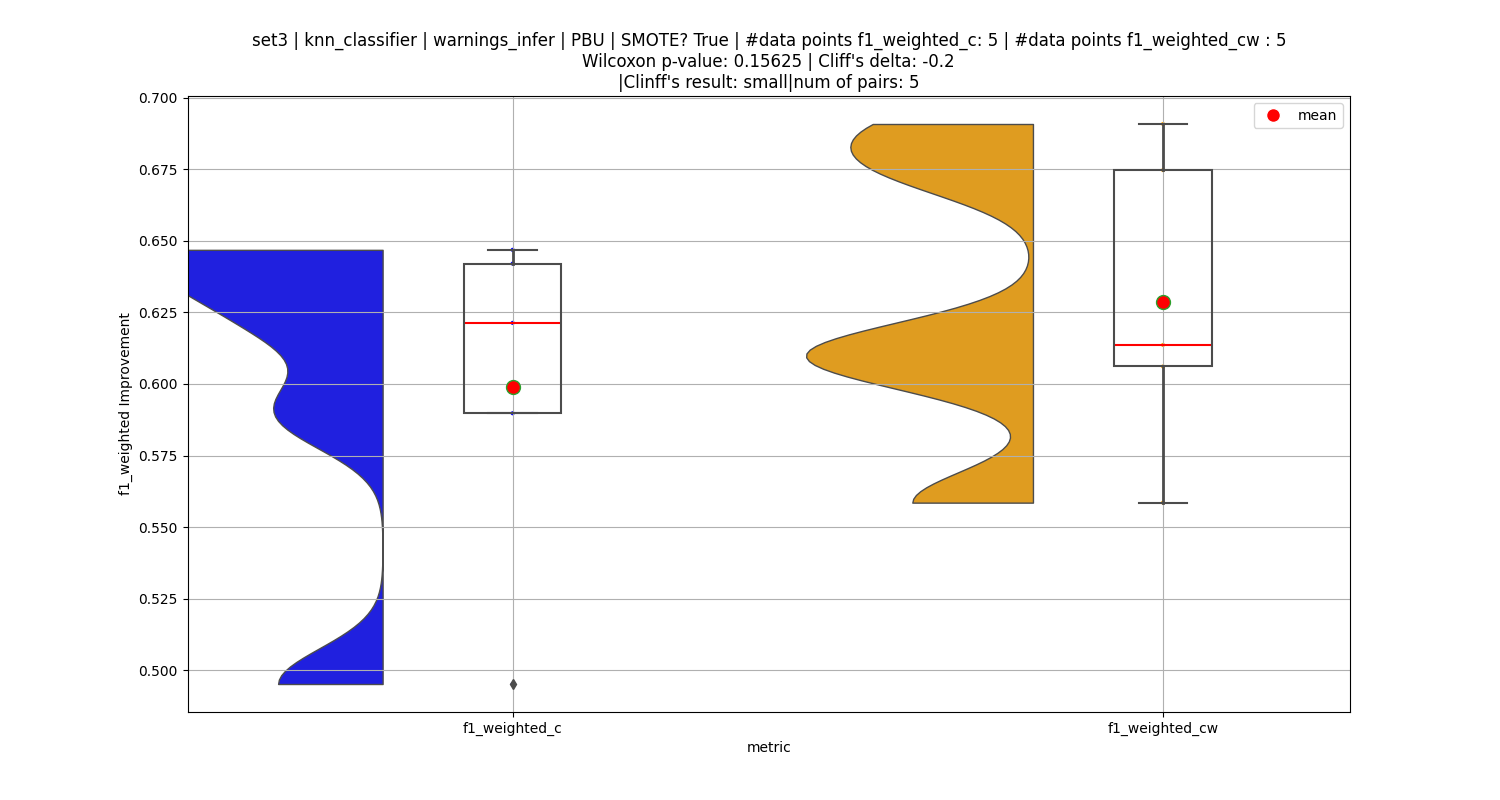 set3 | knn_classifier | warnings_infer | PBU | SMOTE? True | #data points f1_weighted_c: 5 | #data points f1_weighted_cw : 5
Wilcoxon p-value: 0.15625 | Cliff's delta: -0.2
|Clinff's result: small|num of pairs: 5
mean
0.700
0.675
0.650
0.625
0.600
0.575
0.550
0.525
0.500
f1_weighted Improvement
f1_weighted_c
f1_weighted_cw
metric